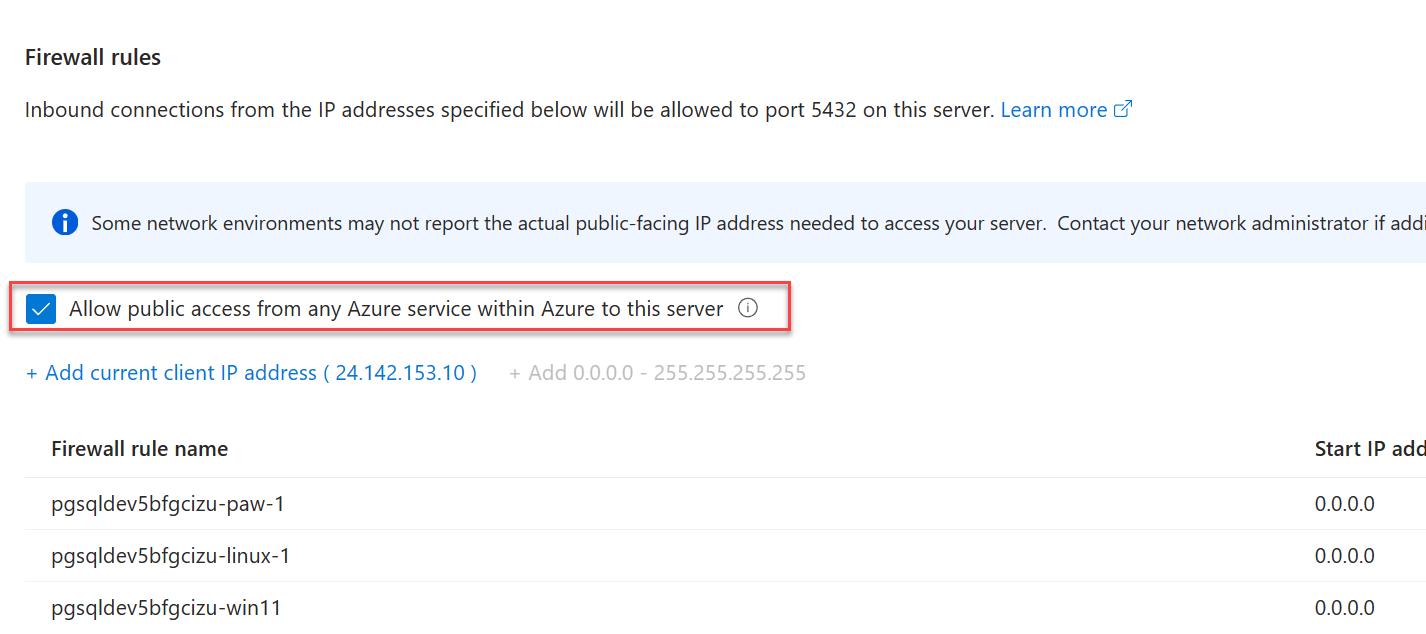 Firewall rules
Inbound connections from the IP addresses specified below will be allowed to port 5432 on this server. Learn more
Some network environments may not report the actual public-facing IP address needed to access your server. Contact your network administrator if addi
Allow public access from any Azure service within Azure to this server
+ Add current client IP address ( 24.142.153.10 ) + Add 0.0.0.0 - 255.255.255.255
Firewall rule name Start IP add
pgsqldev5bfgcizu-paw-1 0.0.0.0
pgsqldev5bfgcizu-linux-1 0.0.0.0
pgsqldev5bfgcizu-win11 0.0.0.0